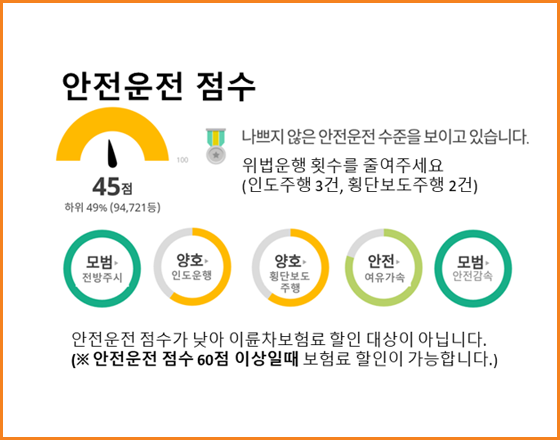 안전운전 점수
100
45점
하위 49% (94,721등)
나쁘지 않은 안전운전 수준을 보이고 있습니다.
위법운행 횟수를 줄여주세요
(인도주행 3건, 횡단보도주행 2건)
모범▶
전방주시
양호▶
인도운행
양호▶
횡단보도
주행
안전▶
여유가속
모범▶
안전감속
안전운전 점수가 낮아 이륜차보험료 할인 대상이 아닙니다.
(※ 안전운전 점수 60점 이상일때 보험료 할인이 가능합니다.)